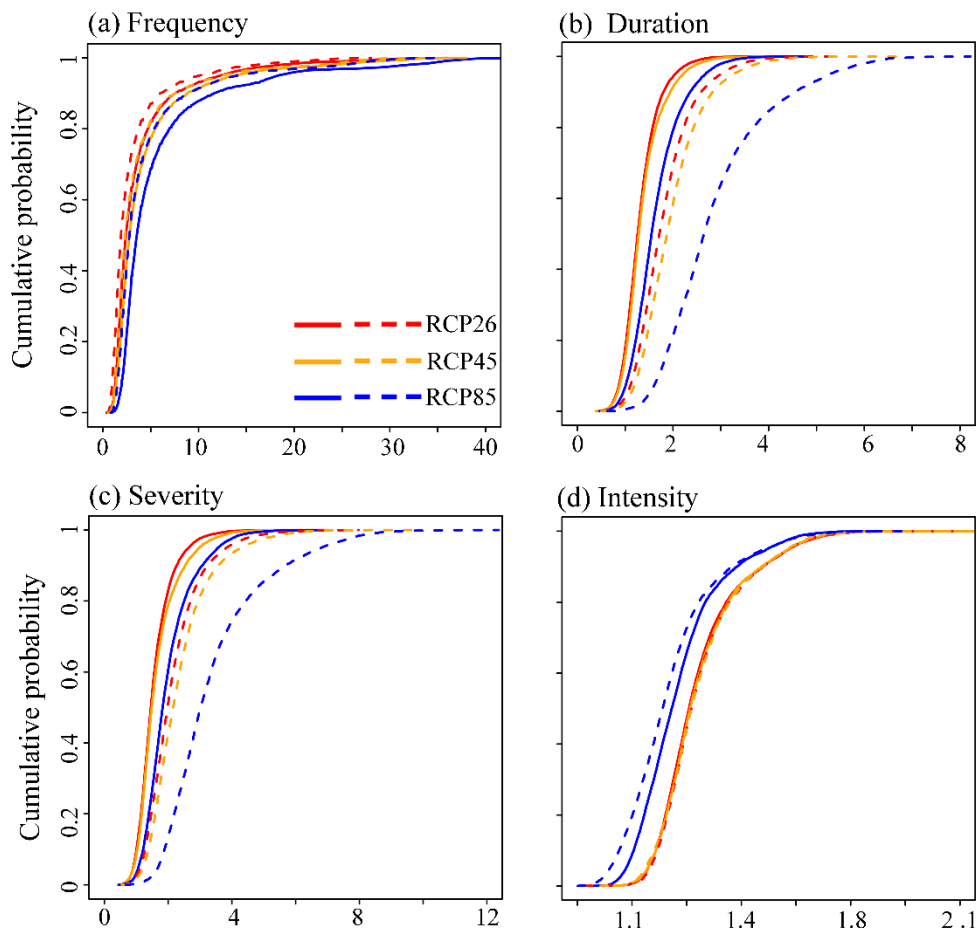 (a) Frequency
Cumulative probability
0 0.2 0.4 0.6 0.8 1
RCP26
RCP45
RCP85
0 10 20 30 40
(b) Duration
0 2 4 6 8
(c) Severity
Cumulative probability
0 0.2 0.4 0.6 0.8 1
0 4 8 12
(d) Intensity
1.1 1.4 1.8 2.1